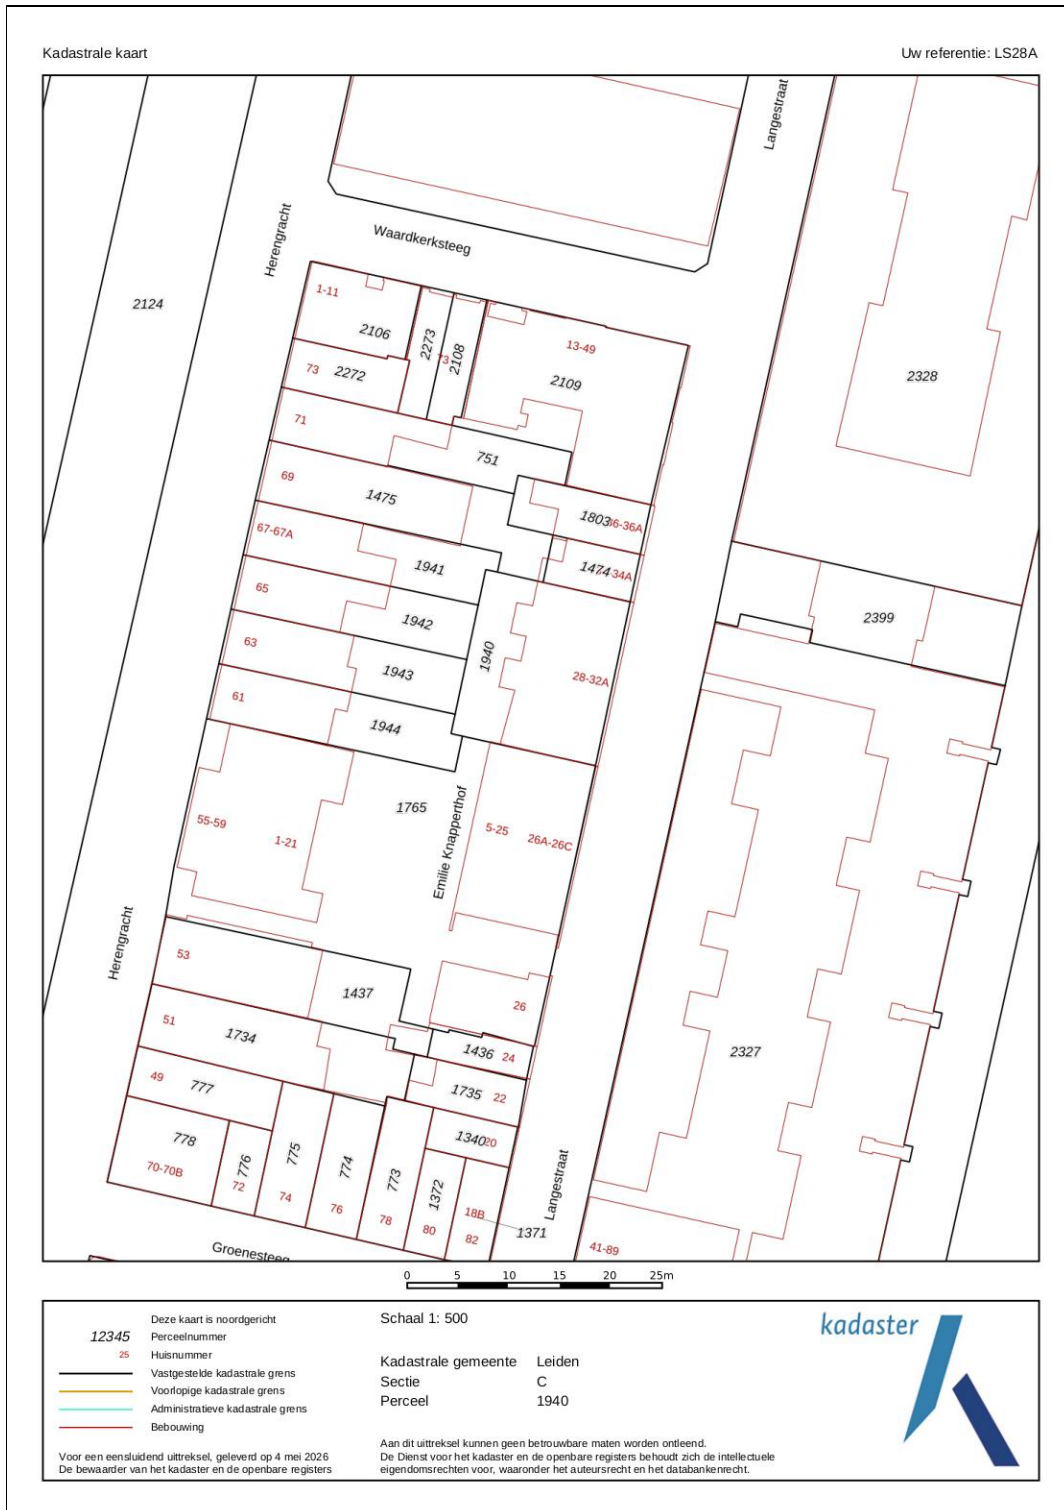 Kadastrale kaart
Uw referentie: LS28A
Langestraat
Herengracht
Waardkerksteeg
2124
1-11
2106
2273
73
2108
13-49
2109
2328
73
2272
71
751
69
1475
1803
36-36A
67-67A
1941
1474
34A
65
1942
2399
63
1943
1940
28-32A
61
1944
1765
Emilie Knapperthof
55-59
1-21
5-25
26A-26C
Herengracht
53
1437
26
51
1734
1436
24
2327
49
777
1735
22
778
776
775
774
773
1340
20
70-70B
72
74
76
78
1372
80
18B
82
1371
Langestraat
Groenesteeg
41-89
0 5 10 15 20 25m
Deze kaart is noordgericht
12345 Perceelnummer
25 Huisnummer
Vastgestelde kadastrale grens
Voorlopige kadastrale grens
Administratieve kadastrale grens
Bebouwing
Voor een eensluidend uittreksel, geleverd op 4 mei 2026
De bewaarder van het kadaster en de openbare registers
Schaal 1: 500
Kadastrale gemeente Leiden
Sectie C
Perceel 1940
Aan dit uittreksel kunnen geen betrouwbare maten worden ontleend.
De Dienst voor het kadaster en de openbare registers behoudt zich de intellectuele
eigendomsrechten voor, waaronder het auteursrecht en het databankenrecht.
kadaster